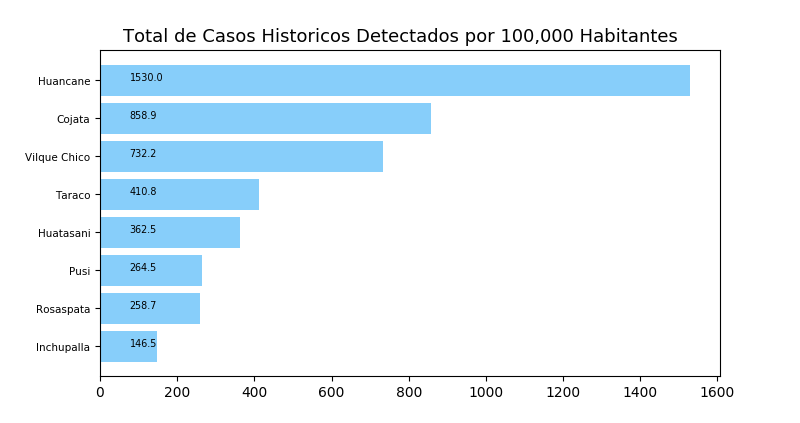 Total de Casos Historicos Detectados por 100,000 Habitantes
Huancane 1530.0
Cojata 858.9
Vilque Chico 732.2
Taraco 410.8
Huatasani 362.5
Pusi 264.5
Rosaspata 258.7
Inchupalla 146.5
0 200 400 600 800 1000 1200 1400 1600